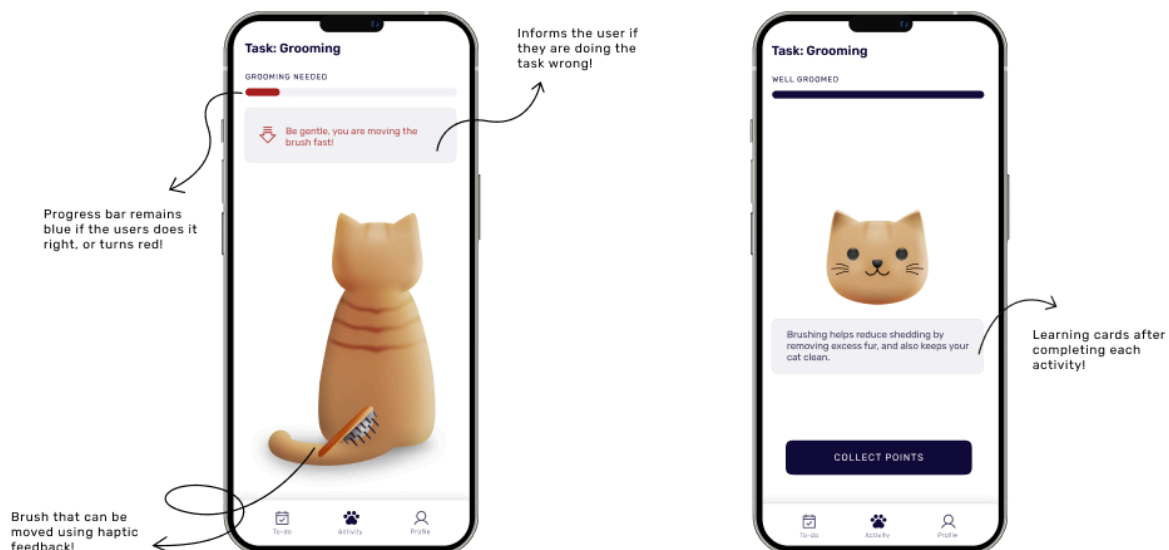 Informs the user if
they are doing the
task wrong!
Task: Grooming
GROOMING NEEDED
Be gentle, you are moving the
brush fast!
Progress bar remains
blue if the users does it
right, or turns red!
Brush that can be
moved using haptic
feedback!
To-do
Activity
Profile
Task: Grooming
WELL GROOMED
Brushing helps reduce shedding by
removing excess fur, and also keeps your
cat clean.
Learning cards after
completing each
activity!
COLLECT POINTS
To-do
Activity
Profile